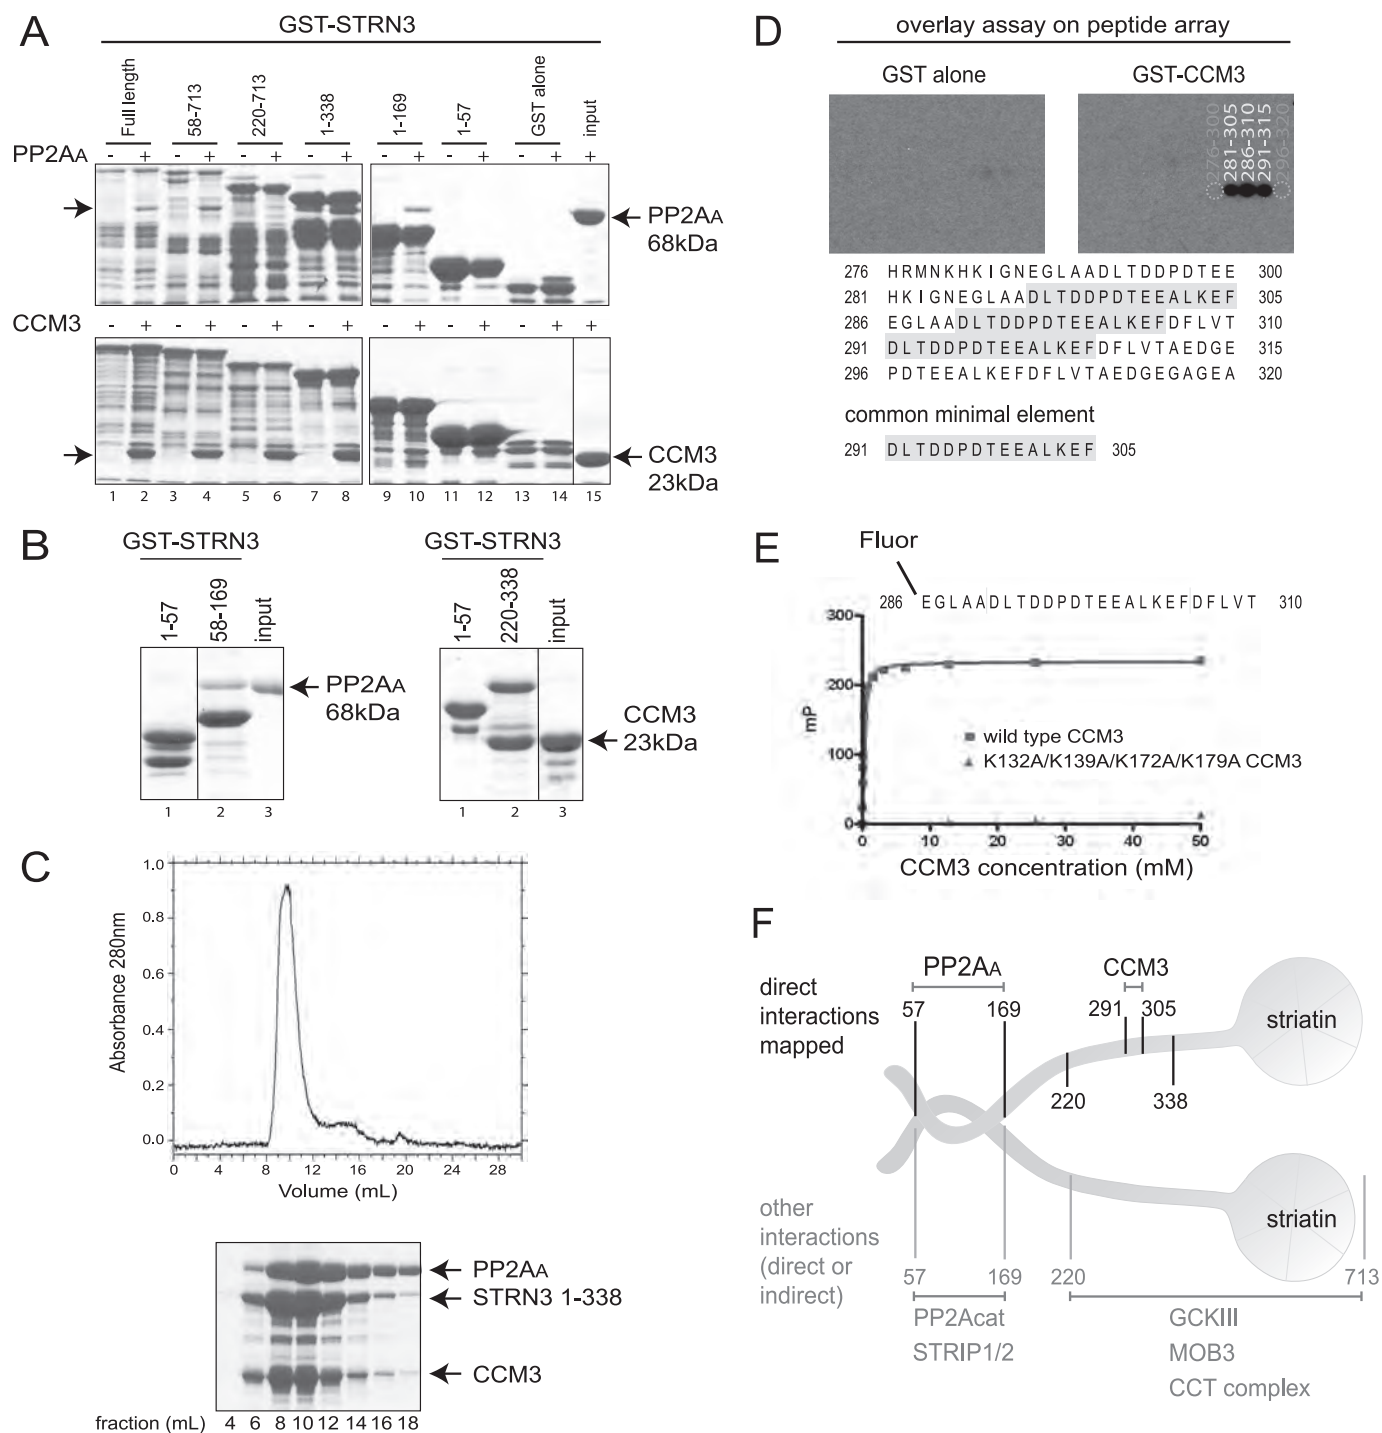 A
GST-STRN3
Full length
58-713
220-713
1-338
1-169
1-57
GST alone
input
PP2AA - + - + - + - + - + - + - + +
PP2AA
68kDa
CCM3 - + - + - + - + - + - + - + +
CCM3
23kDa
1 2 3 4 5 6 7 8 9 10 11 12 13 14 15
B
GST-STRN3
1-57
58-169
input
PP2AA
68kDa
1 2 3
GST-STRN3
1-57
220-338
input
CCM3
23kDa
1 2 3
C
Absorbance 280nm
1.0
0.8
0.6
0.4
0.2
0.0
0 4 8 12 16 20 24 28
Volume (mL)
PP2AA
STRN3 1-338
CCM3
fraction (mL) 4 6 8 10 12 14 16 18
D
overlay assay on peptide array
GST alone
GST-CCM3
276-300
281-305
286-310
291-315
296-320
276 HRMNKHKIGNEGLAADLTDDPDTEE 300
281 HKIGNEGLAADLTDDPDTEEALKEF 305
286 EGLAADLTDDPDTEEALKEFDFLVT 310
291 DLTDDPDTEEALKEFDFLVTAEDGE 315
296 PDTEEALKEFDFLVTAEDGEGAGEA 320
common minimal element
291 DLTDDPDTEEALKEF 305
E
Fluor
286 EGLAADLTDDPDTEEALKEFDFLVT 310
mP
300
200
100
0
wild type CCM3
K132A/K139A/K172A/K179A CCM3
10 20 30 40 50
0
CCM3 concentration (mM)
F
direct
interactions
mapped
PP2AA
57 169
CCM3
291 305
220
338
striatin
striatin
other
interactions
(direct or
indirect)
57 169 220 713
PP2Acat
STRIP1/2
GCKIII
MOB3
CCT complex